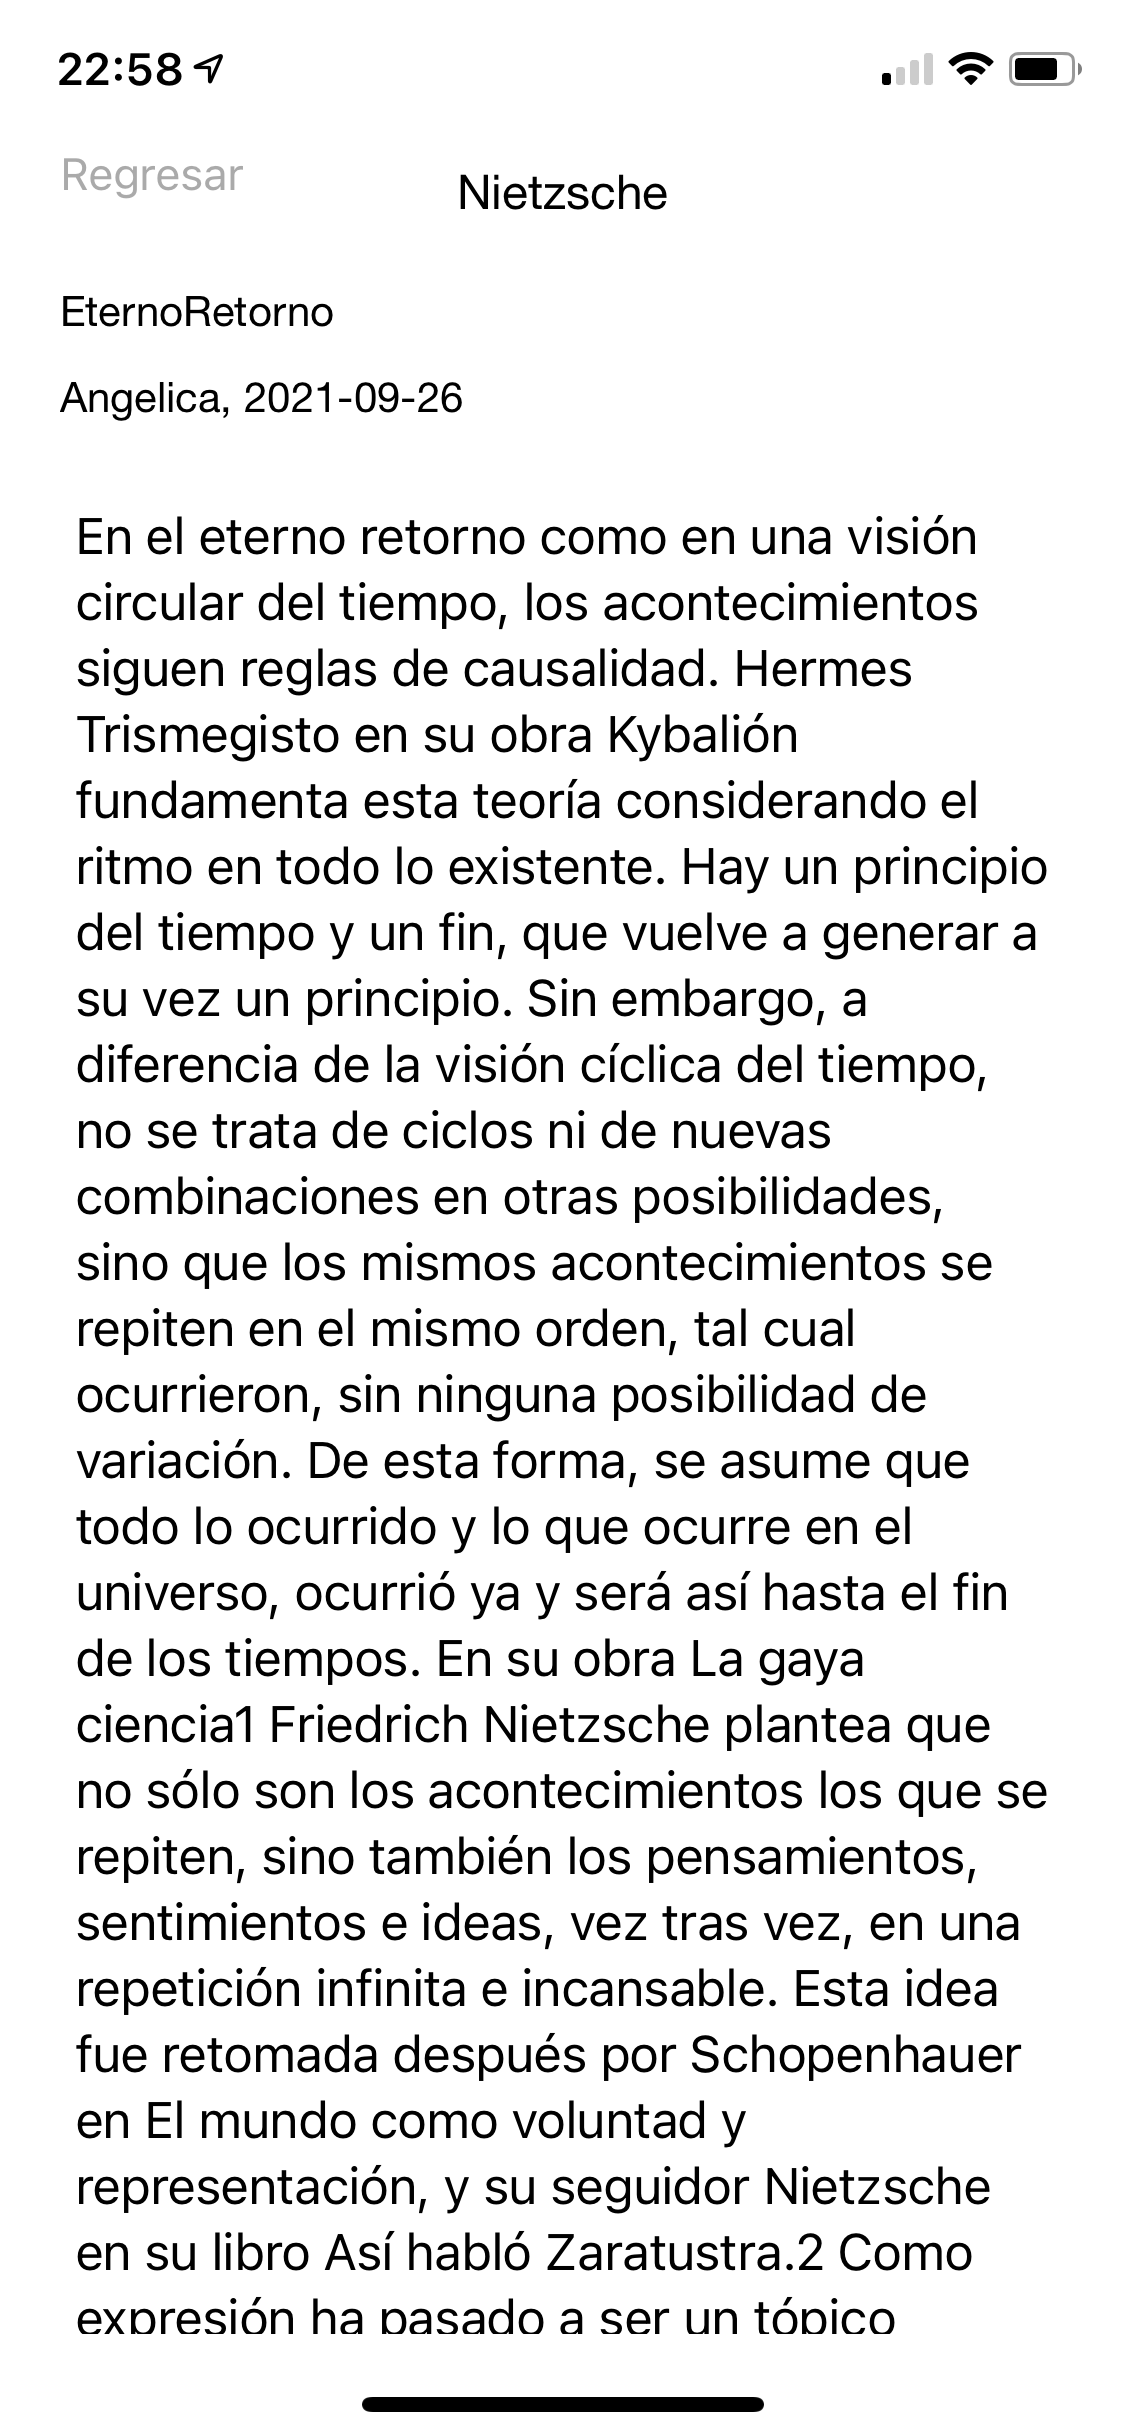 22:58
Regresar
Nietzsche
EternoRetorno
Angelica, 2021-09-26
En el eterno retorno como en una visión
circular del tiempo, los acontecimientos
siguen reglas de causalidad. Hermes
Trismegisto en su obra Kybalión
fundamenta esta teoría considerando el
ritmo en todo lo existente. Hay un principio
del tiempo y un fin, que vuelve a generar a
su vez un principio. Sin embargo, a
diferencia de la visión cíclica del tiempo,
no se trata de ciclos ni de nuevas
combinaciones en otras posibilidades,
sino que los mismos acontecimientos se
repiten en el mismo orden, tal cual
ocurrieron, sin ninguna posibilidad de
variación. De esta forma, se asume que
todo lo ocurrido y lo que ocurre en el
universo, ocurrió ya y será así hasta el fin
de los tiempos. En su obra La gaya
ciencia1 Friedrich Nietzsche plantea que
no sólo son los acontecimientos los que se
repiten, sino también los pensamientos,
sentimientos e ideas, vez tras vez, en una
repetición infinita e incansable. Esta idea
fue retomada después por Schopenhauer
en El mundo como voluntad y
representación, y su seguidor Nietzsche
en su libro Así habló Zaratustra.2 Como
expresión ha pasado a ser un tópico